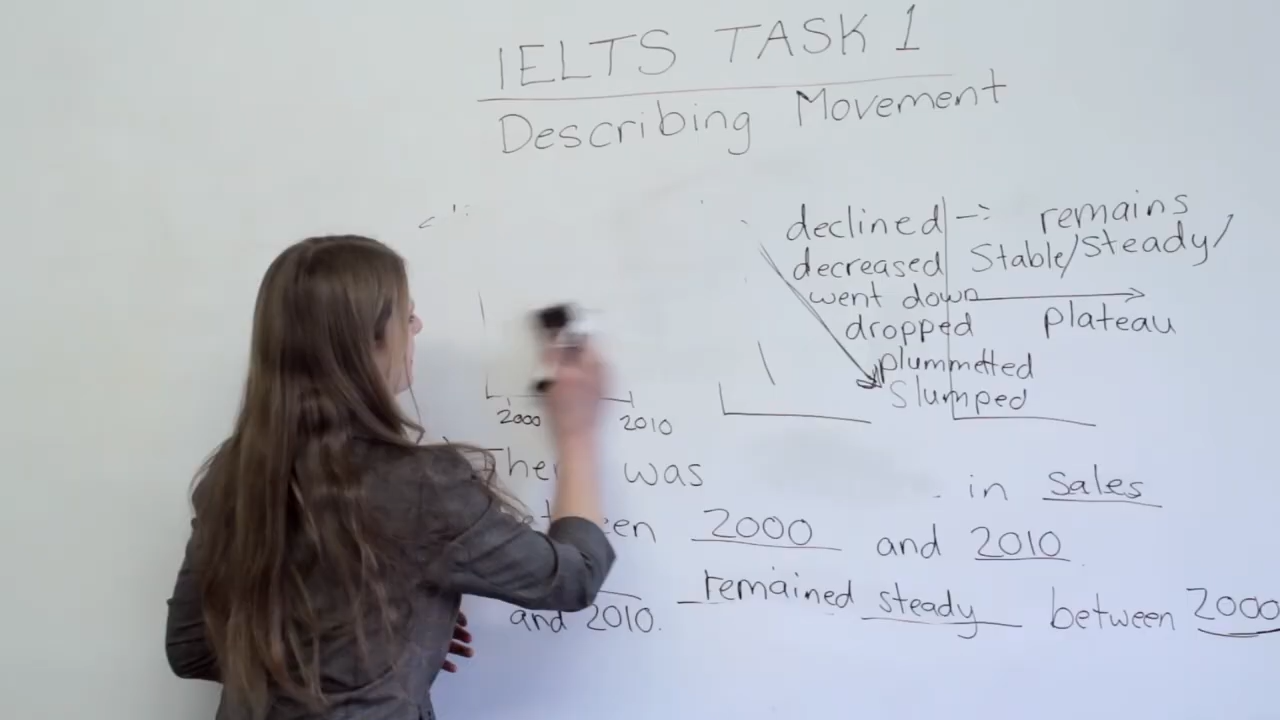 IELTS TASK 1
Describing Movement
declined
decreased
went down
dropped
plummetted
Slumped
remains
Stable/Steady/
plateau
2000 2010
was in Sales
2000 and 2010
remained steady between 2000
and 2010.